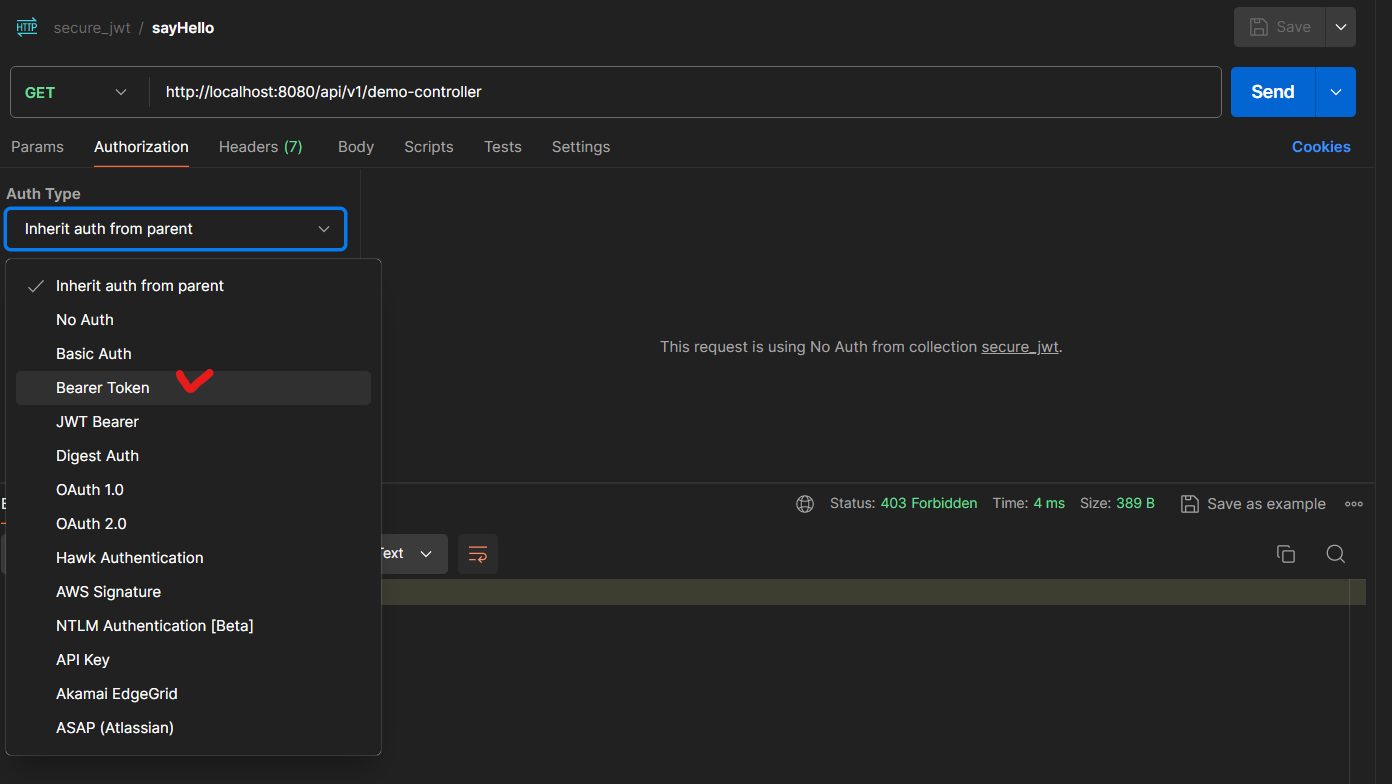 HTTP
secure_jwt / sayHello
Save
GET
http://localhost:8080/api/v1/demo-controller
Send
Params
Authorization
Headers (7)
Body
Scripts
Tests
Settings
Cookies
Auth Type
Inherit auth from parent
Inherit auth from parent
No Auth
Basic Auth
Bearer Token
JWT Bearer
Digest Auth
OAuth 1.0
OAuth 2.0
Hawk Authentication
AWS Signature
NTLM Authentication [Beta]
API Key
Akamai EdgeGrid
ASAP (Atlassian)
This request is using No Auth from collection secure_jwt.
Status: 403 Forbidden Time: 4 ms Size: 389 B
Save as example
Text